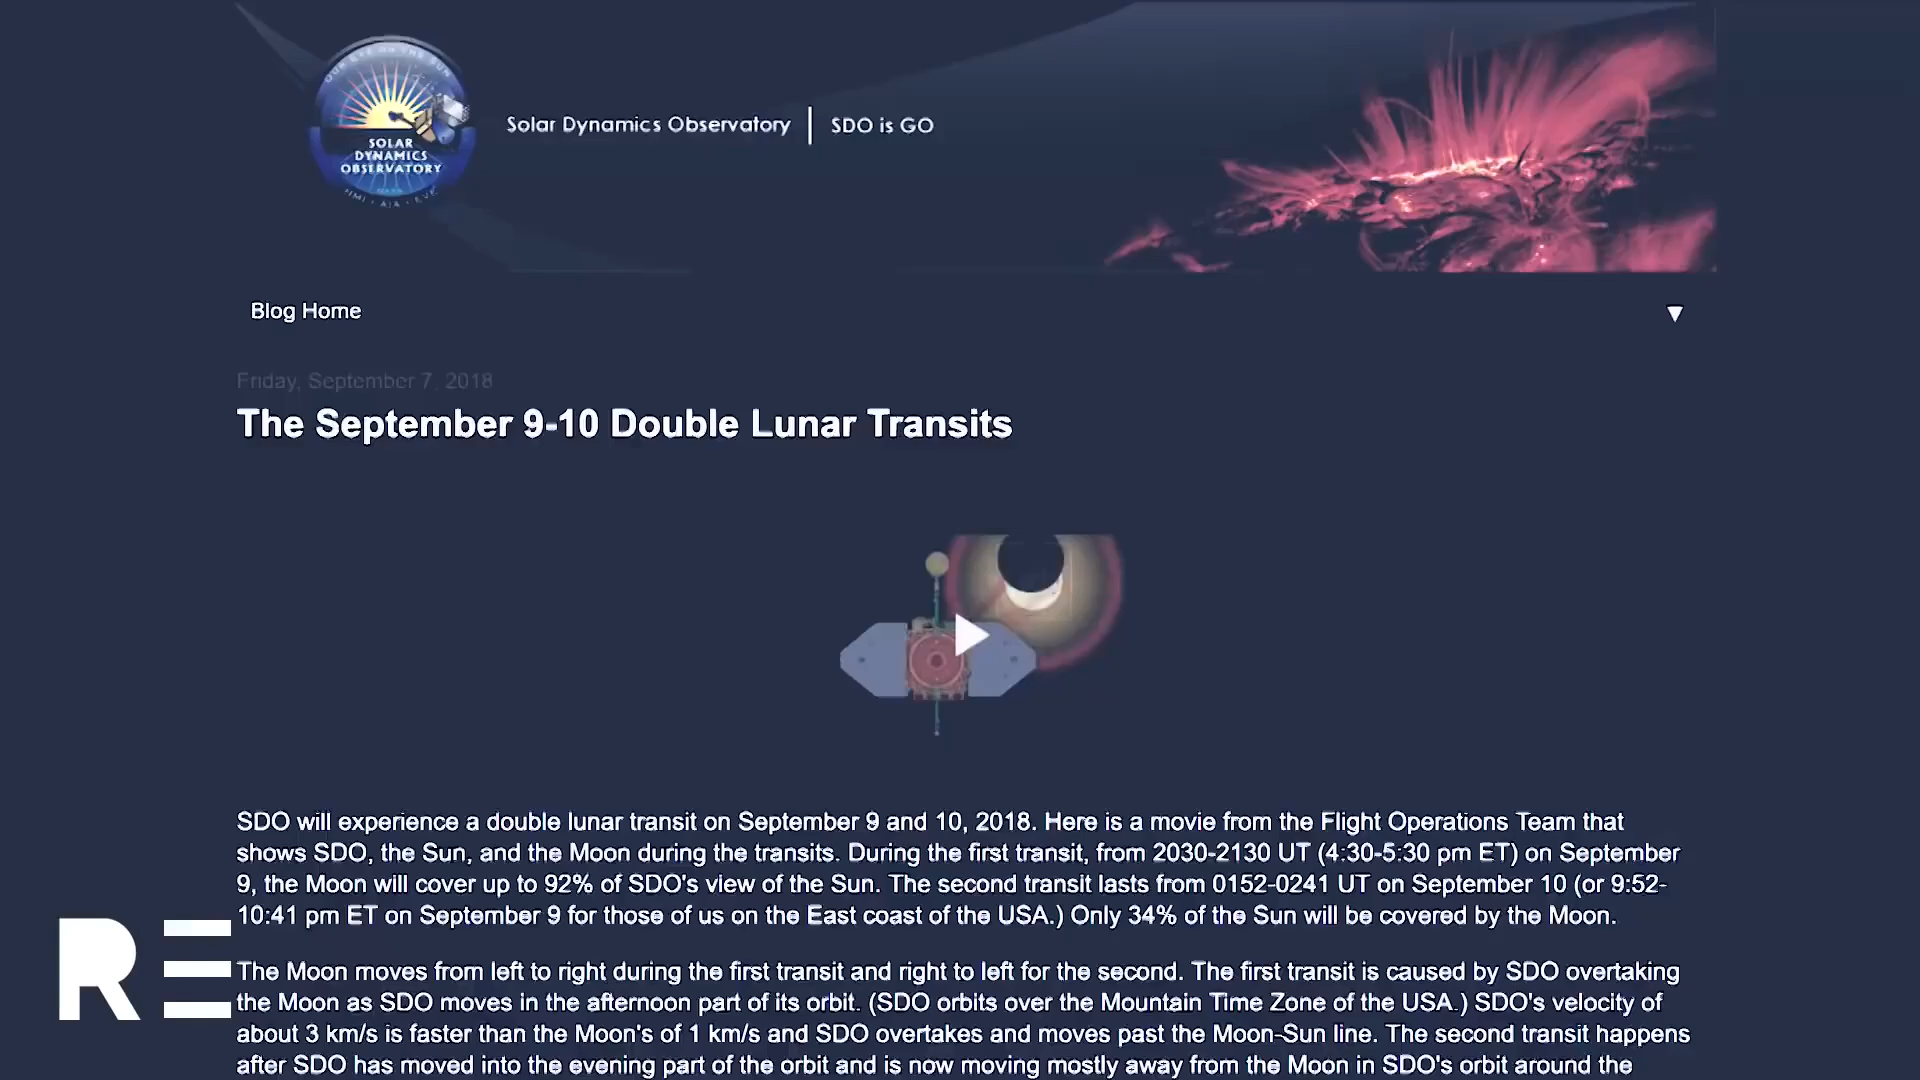 OUR EYE ON THE SUN
SOLAR
DYNAMICS
OBSERVATORY
HMI • AIA • EVE
Solar Dynamics Observatory | SDO is GO
Blog Home
▼
Friday, September 7, 2018
The September 9-10 Double Lunar Transits
SDO will experience a double lunar transit on September 9 and 10, 2018. Here is a movie from the Flight Operations Team that
shows SDO, the Sun, and the Moon during the transits. During the first transit, from 2030-2130 UT (4:30-5:30 pm ET) on September
9, the Moon will cover up to 92% of SDO's view of the Sun. The second transit lasts from 0152-0241 UT on September 10 (or 9:52-
10:41 pm ET on September 9 for those of us on the East coast of the USA.) Only 34% of the Sun will be covered by the Moon.
The Moon moves from left to right during the first transit and right to left for the second. The first transit is caused by SDO overtaking
the Moon as SDO moves in the afternoon part of its orbit. (SDO orbits over the Mountain Time Zone of the USA.) SDO's velocity of
about 3 km/s is faster than the Moon's of 1 km/s and SDO overtakes and moves past the Moon-Sun line. The second transit happens
after SDO has moved into the evening part of the orbit and is now moving mostly away from the Moon in SDO's orbit around the
RE